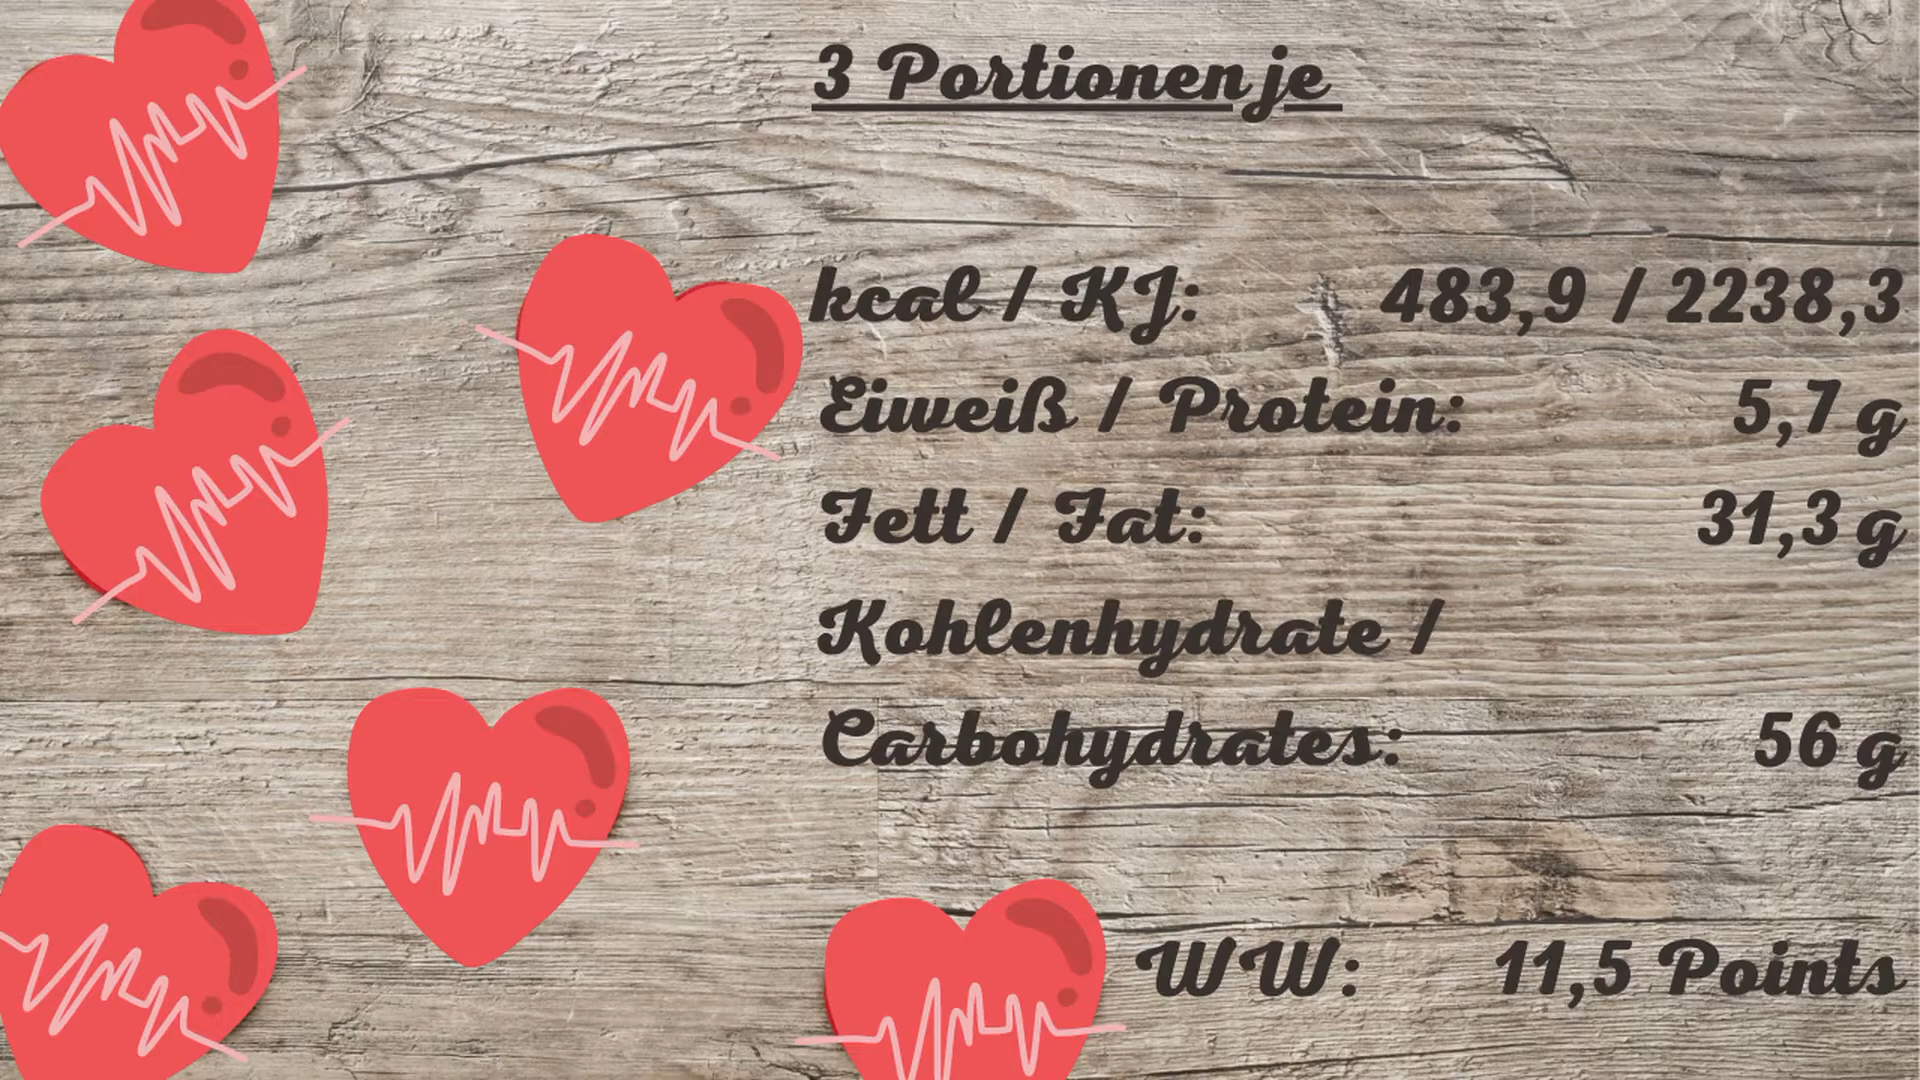 3 Portionen je
kcal / KJ: 483,9 / 2238,3
Eiweiß / Protein: 5,7 g
Fett / Fat: 31,3 g
Kohlenhydrate /
Carbohydrates: 56 g
WW: 11,5 Points